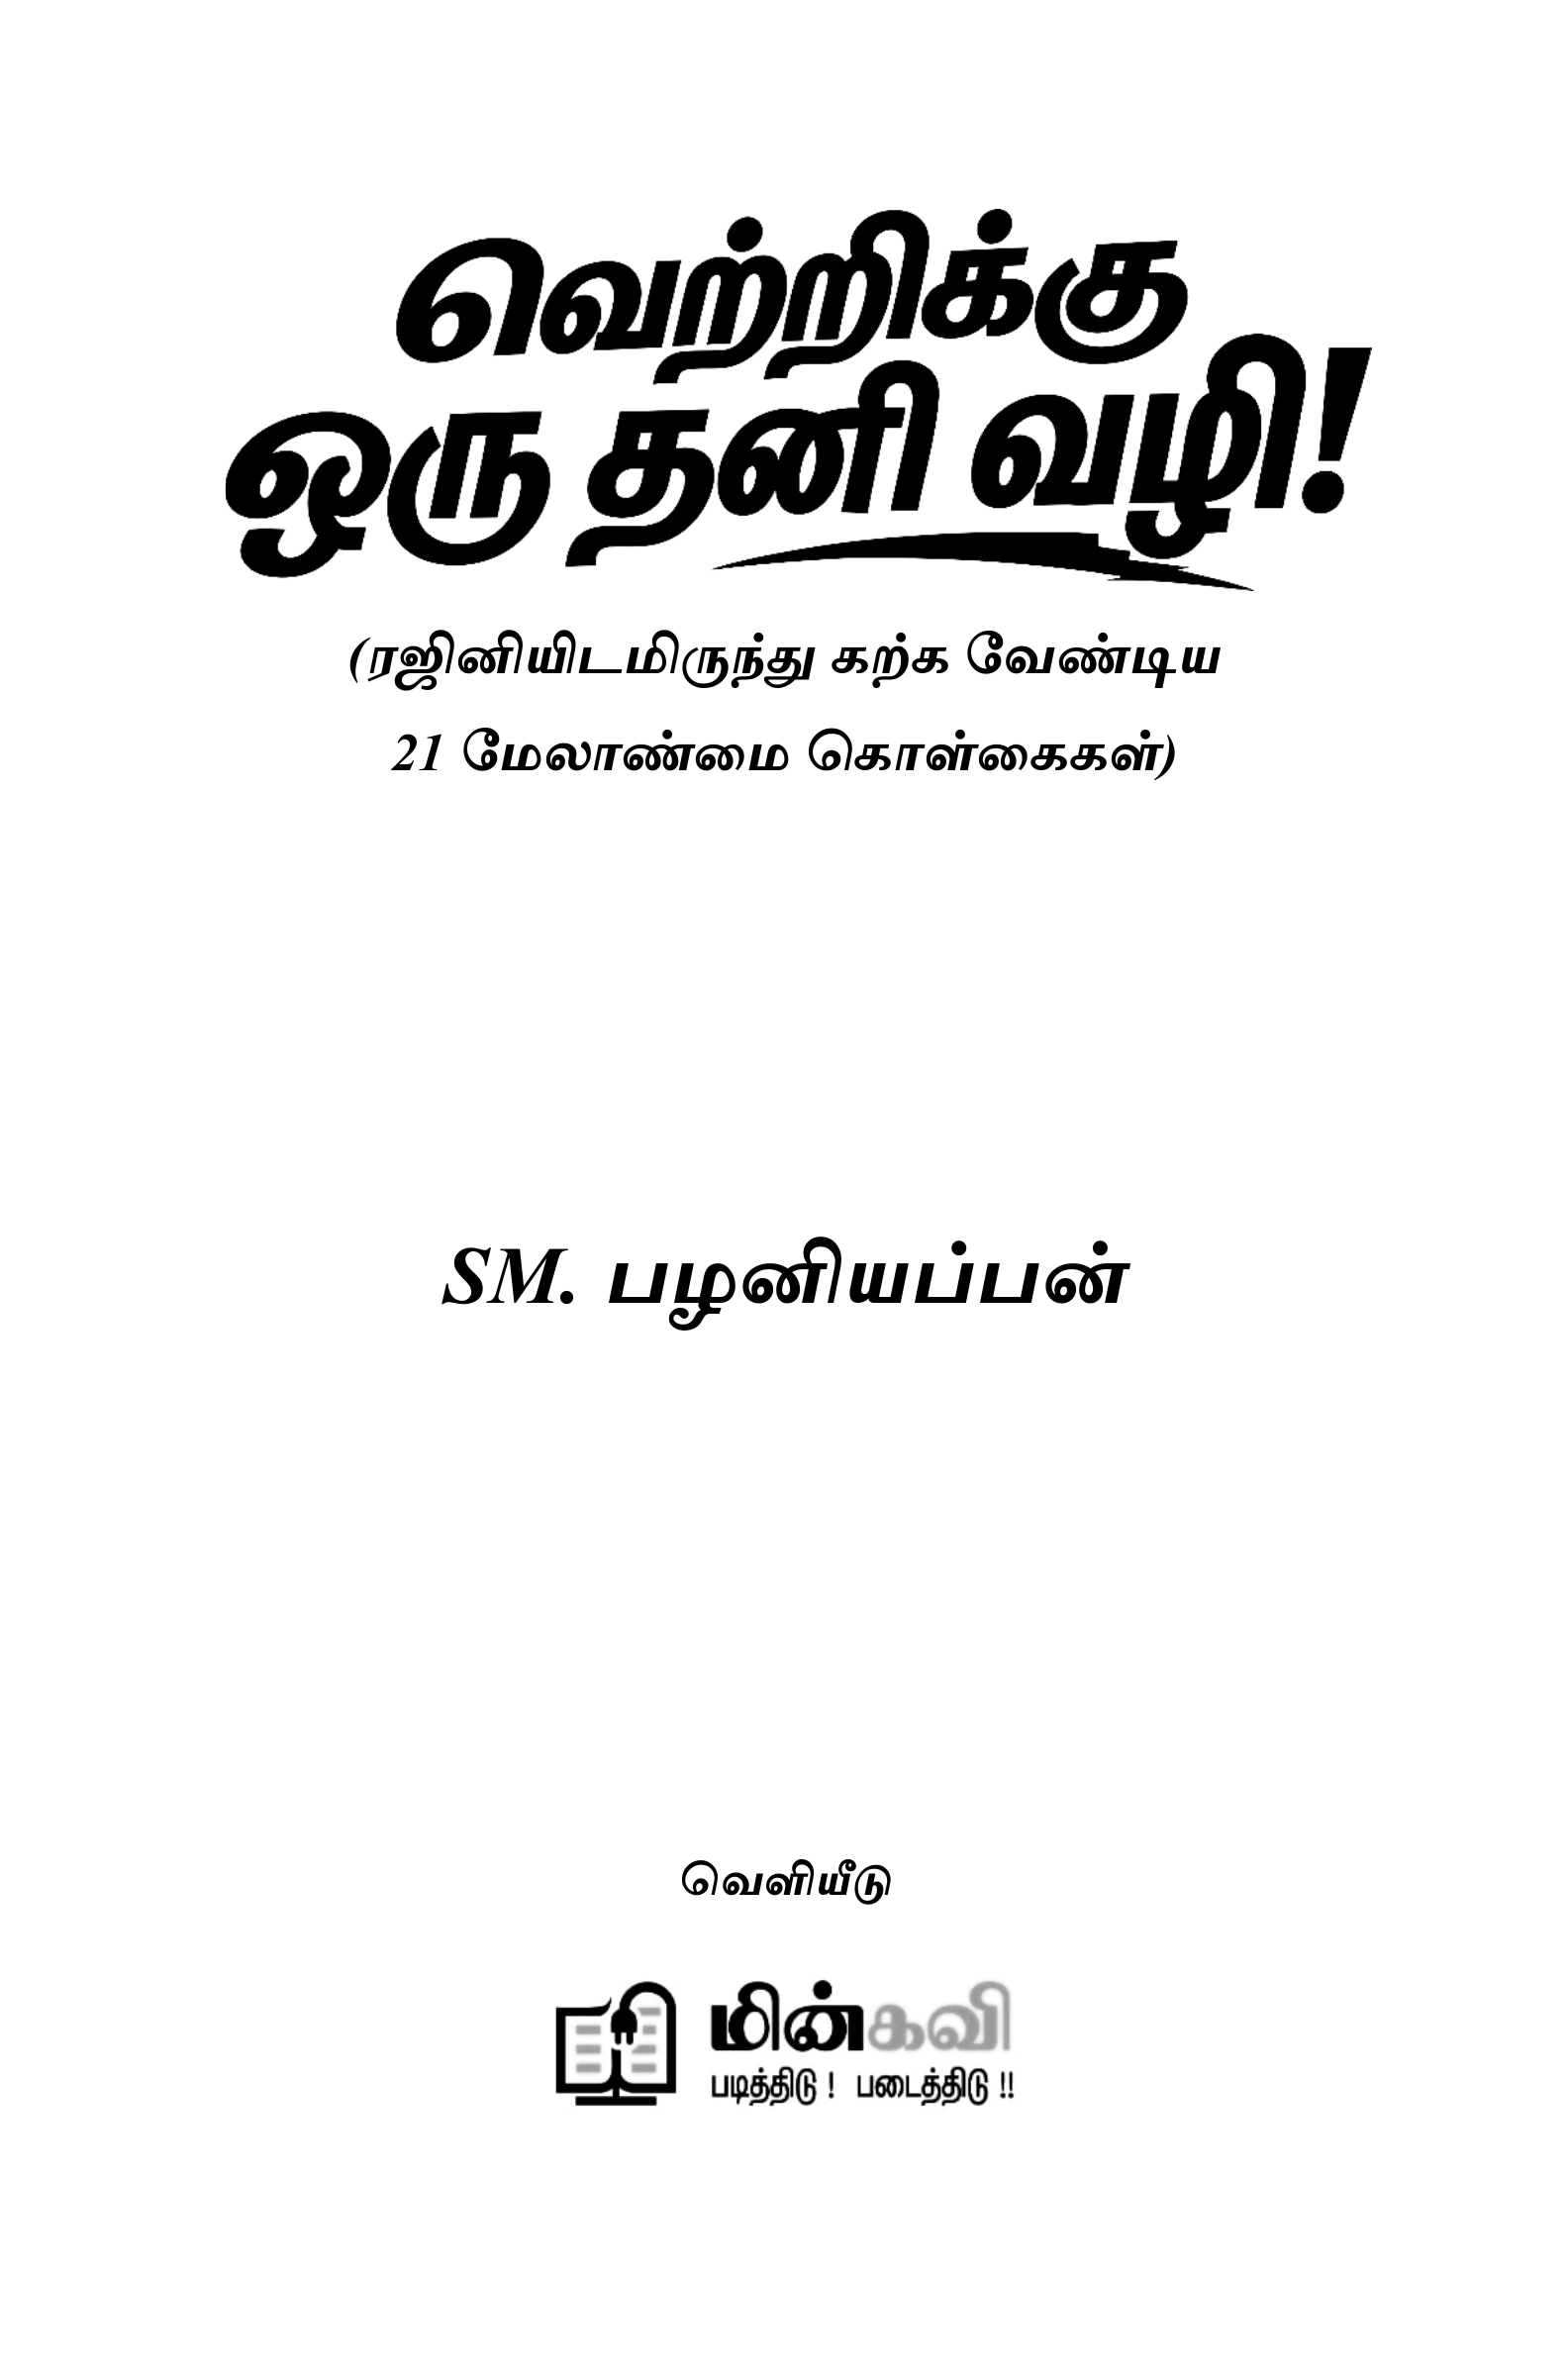 வெற்றிக்கு
ஒரு தனி வழி!
(ரஜினியிடமிருந்து கற்க வேண்டிய
21 மேலாண்மை கொள்கைகள்)
SM. பழனியப்பன்
வெளியீடு
மின்கவி
படித்திடு ! படைத்திடு !!